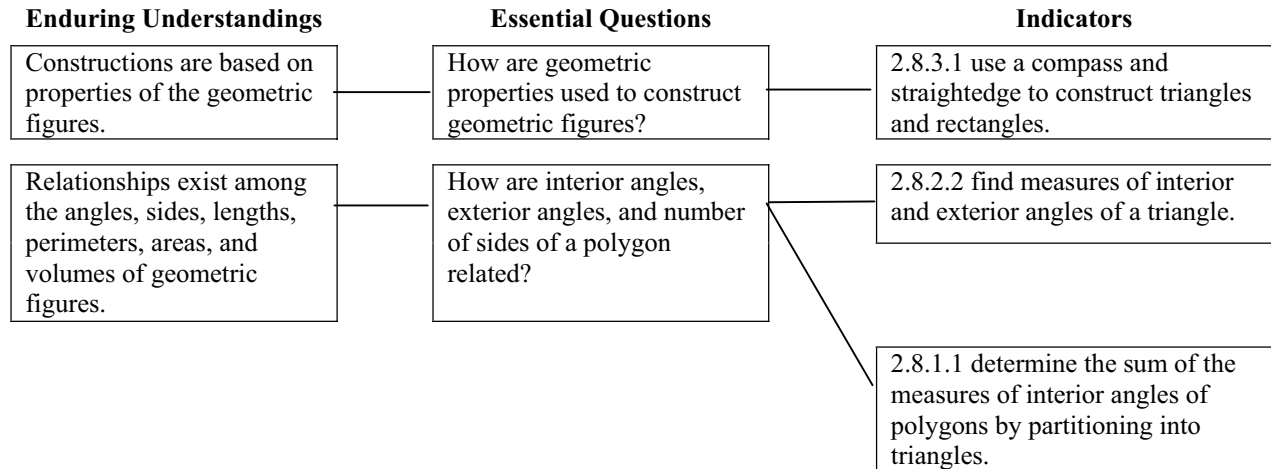 Enduring Understandings
Essential Questions
Indicators
Constructions are based on
properties of the geometric
figures.
How are geometric
properties used to construct
geometric figures?
2.8.3.1 use a compass and
straightedge to construct triangles
and rectangles.
Relationships exist among
the angles, sides, lengths,
perimeters, areas, and
volumes of geometric
figures.
How are interior angles,
exterior angles, and number
of sides of a polygon
related?
2.8.2.2 find measures of interior
and exterior angles of a triangle.
2.8.1.1 determine the sum of the
measures of interior angles of
polygons by partitioning into
triangles.